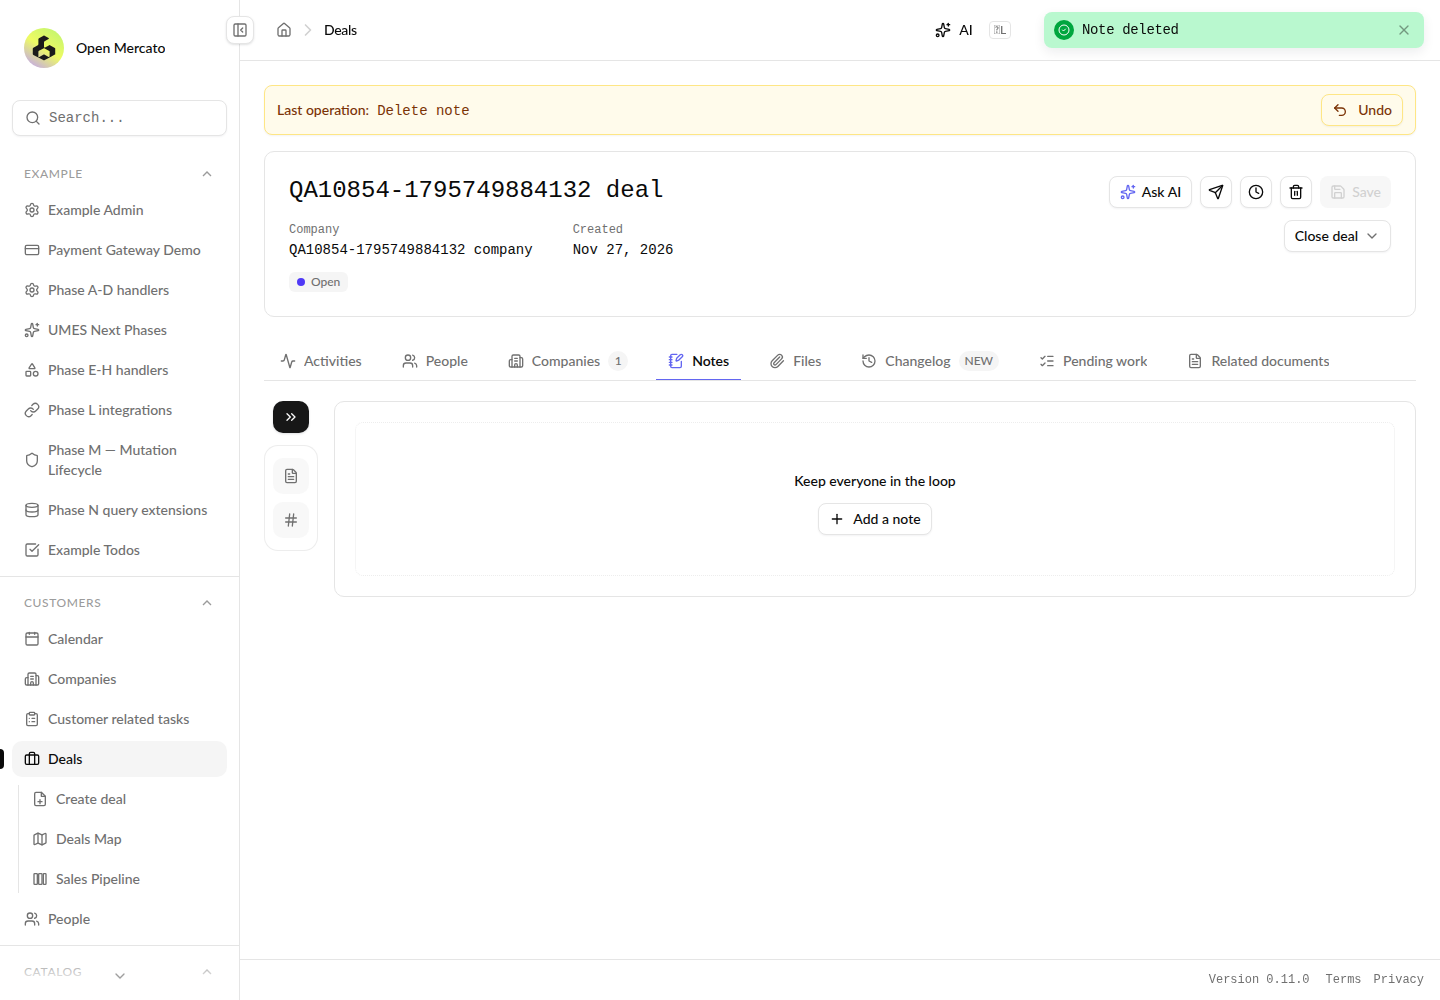 Open Mercato
Search...
EXAMPLE
Example Admin
Payment Gateway Demo
Phase A-D handlers
UMES Next Phases
Phase E-H handlers
Phase L integrations
Phase M — Mutation
Lifecycle
Phase N query extensions
Example Todos
CUSTOMERS
Calendar
Companies
Customer related tasks
Deals
Create deal
Deals Map
Sales Pipeline
People
CATALOG
Deals
AI
L
Note deleted
Last operation: Delete note
Undo
QA10854-1795749884132 deal
Ask AI
Save
Company
QA10854-1795749884132 company
Created
Nov 27, 2026
Close deal
Open
Activities
People
Companies 1
Notes
Files
Changelog NEW
Pending work
Related documents
Keep everyone in the loop
Add a note
Version 0.11.0
Terms
Privacy